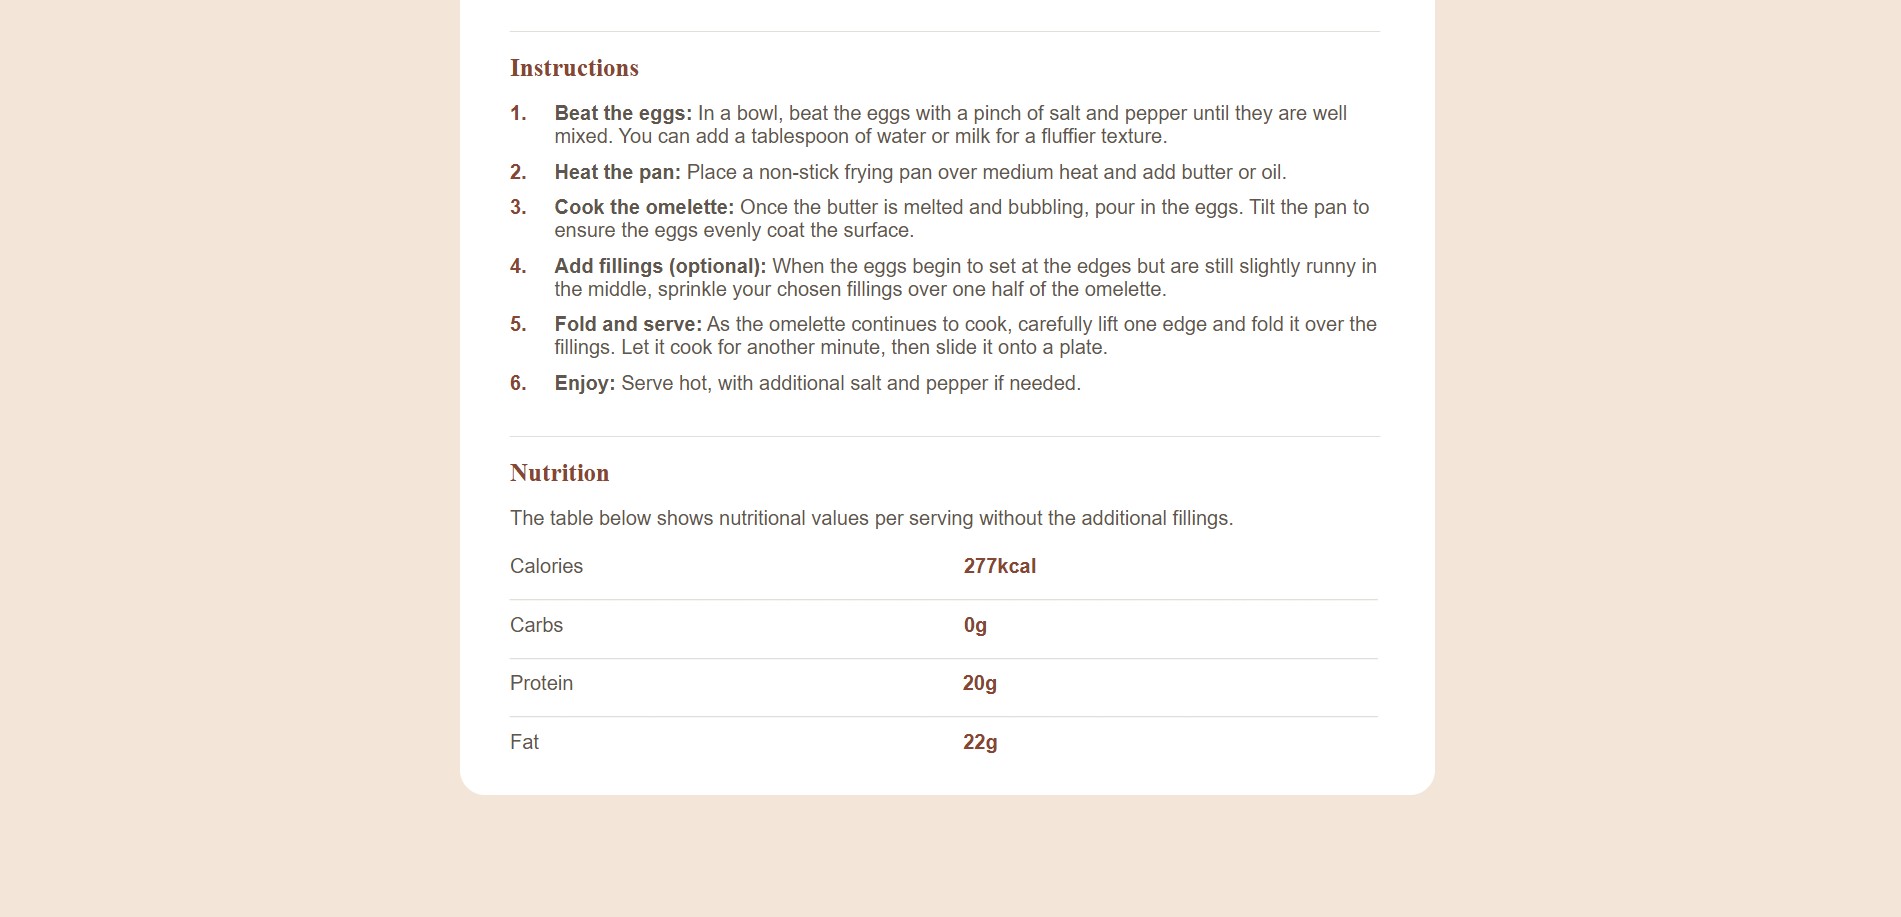 Instructions
1. Beat the eggs: In a bowl, beat the eggs with a pinch of salt and pepper until they are well
mixed. You can add a tablespoon of water or milk for a fluffier texture.
2. Heat the pan: Place a non-stick frying pan over medium heat and add butter or oil.
3. Cook the omelette: Once the butter is melted and bubbling, pour in the eggs. Tilt the pan to
ensure the eggs evenly coat the surface.
4. Add fillings (optional): When the eggs begin to set at the edges but are still slightly runny in
the middle, sprinkle your chosen fillings over one half of the omelette.
5. Fold and serve: As the omelette continues to cook, carefully lift one edge and fold it over the
fillings. Let it cook for another minute, then slide it onto a plate.
6. Enjoy: Serve hot, with additional salt and pepper if needed.
Nutrition
The table below shows nutritional values per serving without the additional fillings.
Calories 277kcal
Carbs 0g
Protein 20g
Fat 22g